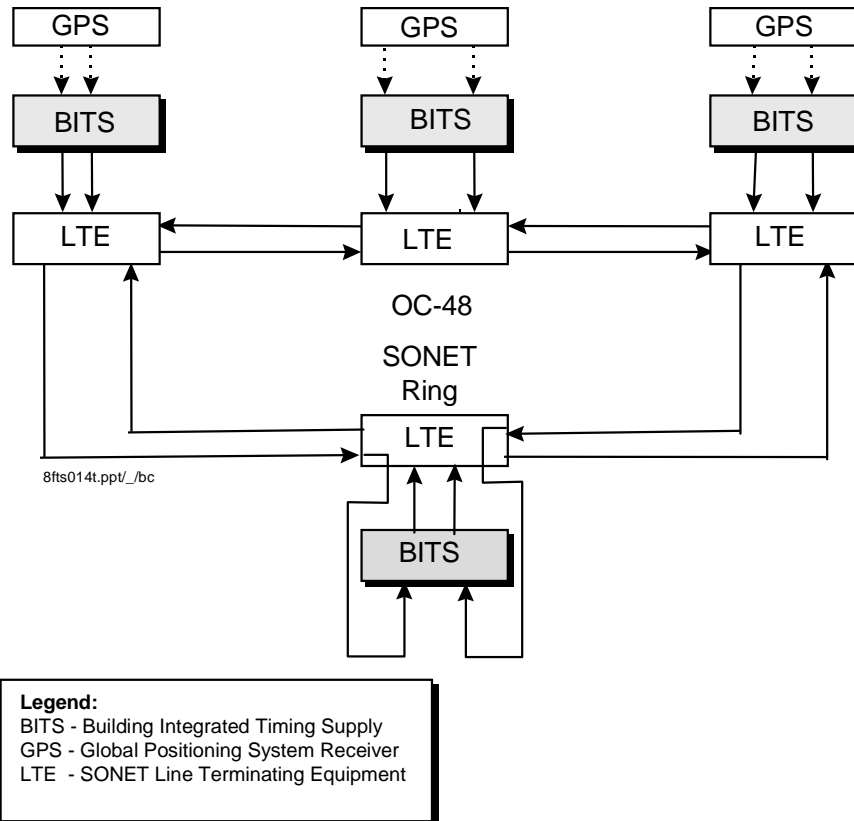 GPS
GPS
GPS
BITS
BITS
BITS
LTE
LTE
LTE
OC-48
SONET
Ring
LTE
8fts014t.ppt/_/bc
BITS
Legend:
BITS - Building Integrated Timing Supply
GPS - Global Positioning System Receiver
LTE - SONET Line Terminating Equipment